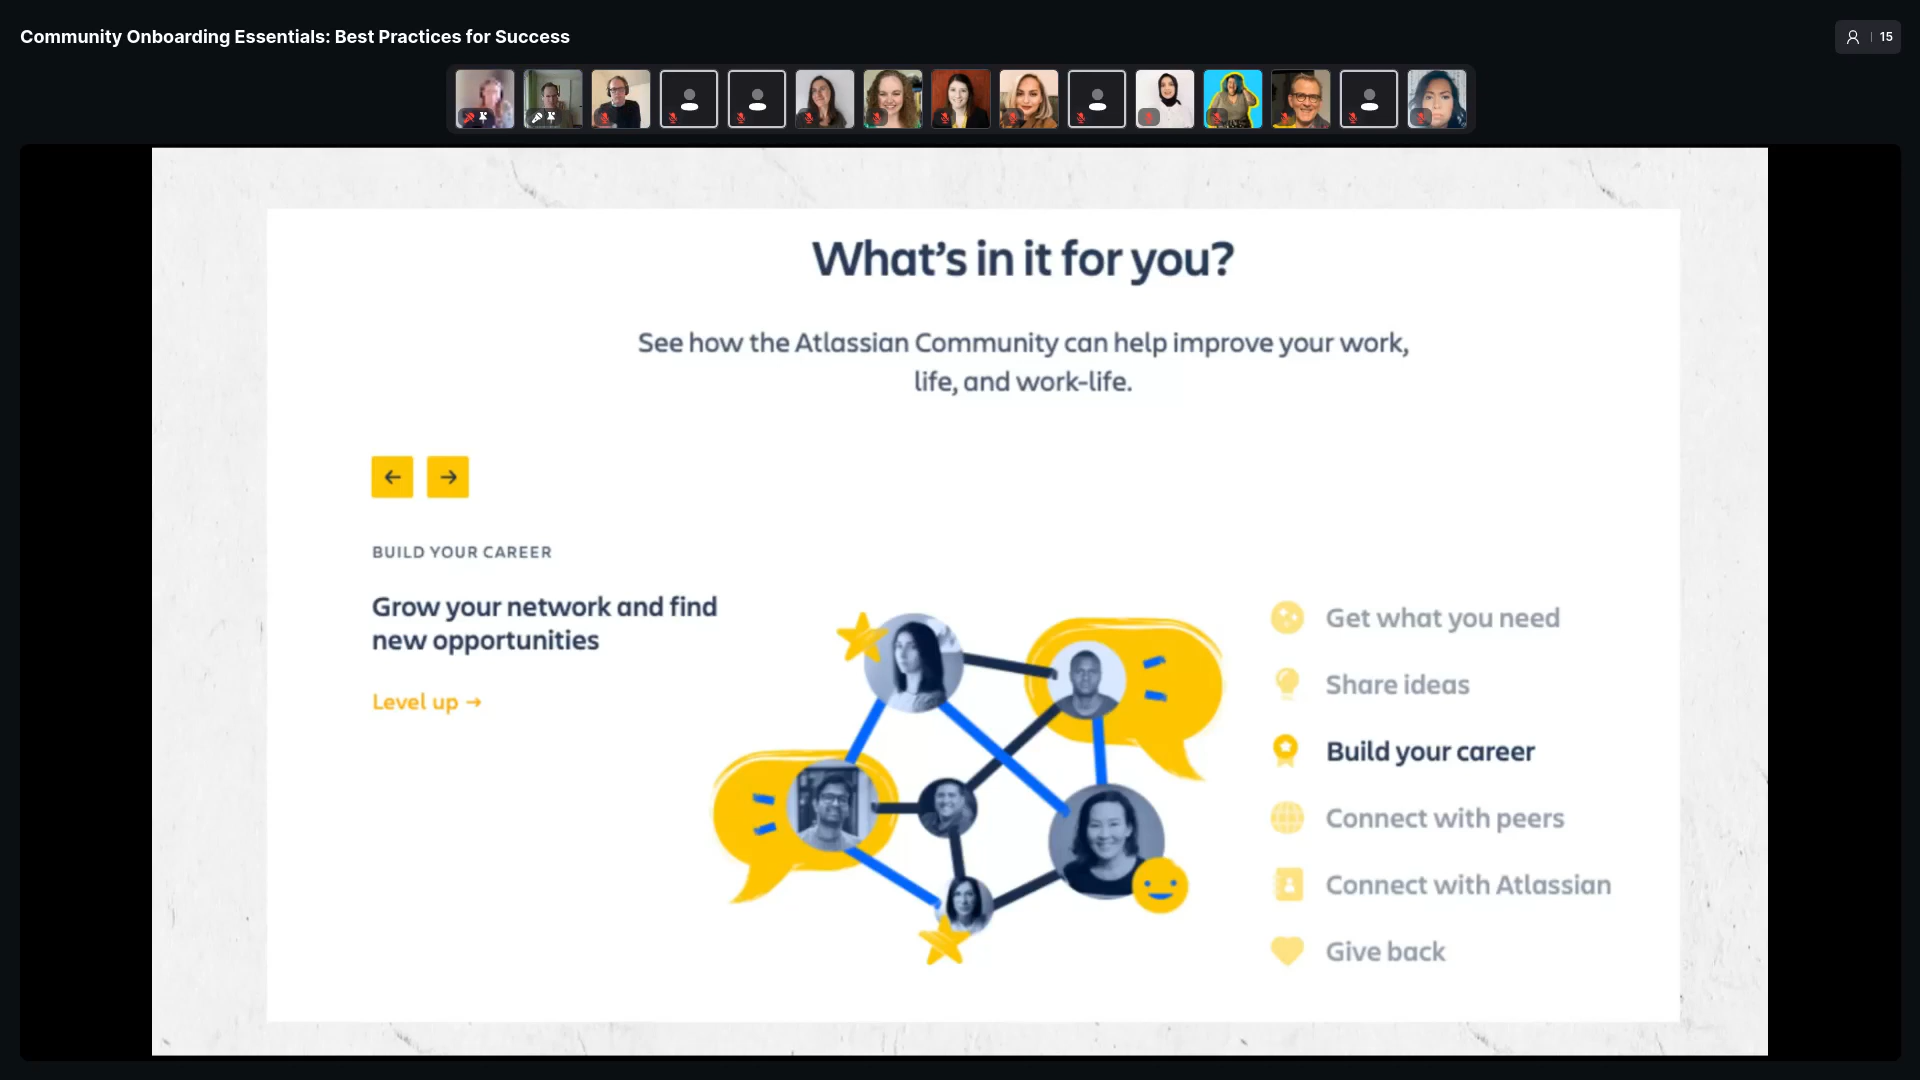 Community Onboarding Essentials: Best Practices for Success
15
What's in it for you?
See how the Atlassian Community can help improve your work,
life, and work-life.
BUILD YOUR CAREER
Grow your network and find
new opportunities
Level up →
Get what you need
Share ideas
Build your career
Connect with peers
Connect with Atlassian
Give back